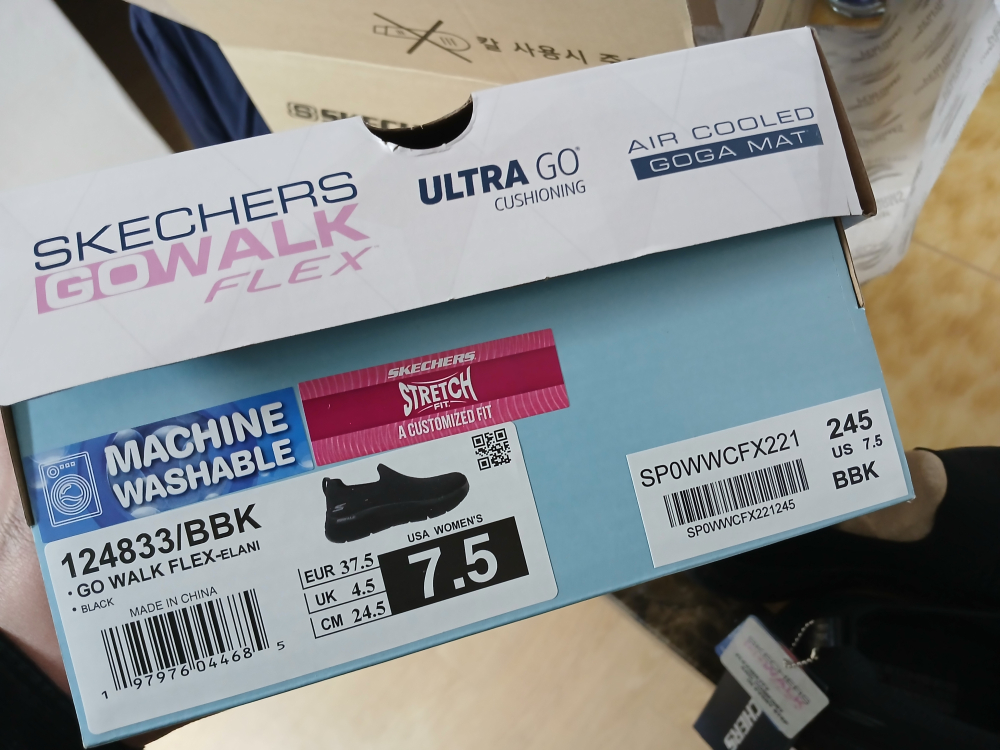 칼 사용시
SKECHERS
GOWALK
FLEX
ULTRA GO
CUSHIONING
AIR COOLED
GOGA MAT
MACHINE
WASHABLE
SKECHERS
STRETCH
FIT
A CUSTOMIZED FIT
124833/BBK
• GO WALK FLEX-ELANI
• BLACK
MADE IN CHINA
1 97976 04468 5
USA WOMEN'S
7.5
EUR 37.5
UK 4.5
CM 24.5
SP0WWCFX221
SP0WWCFX221245
245
US 7.5
BBK